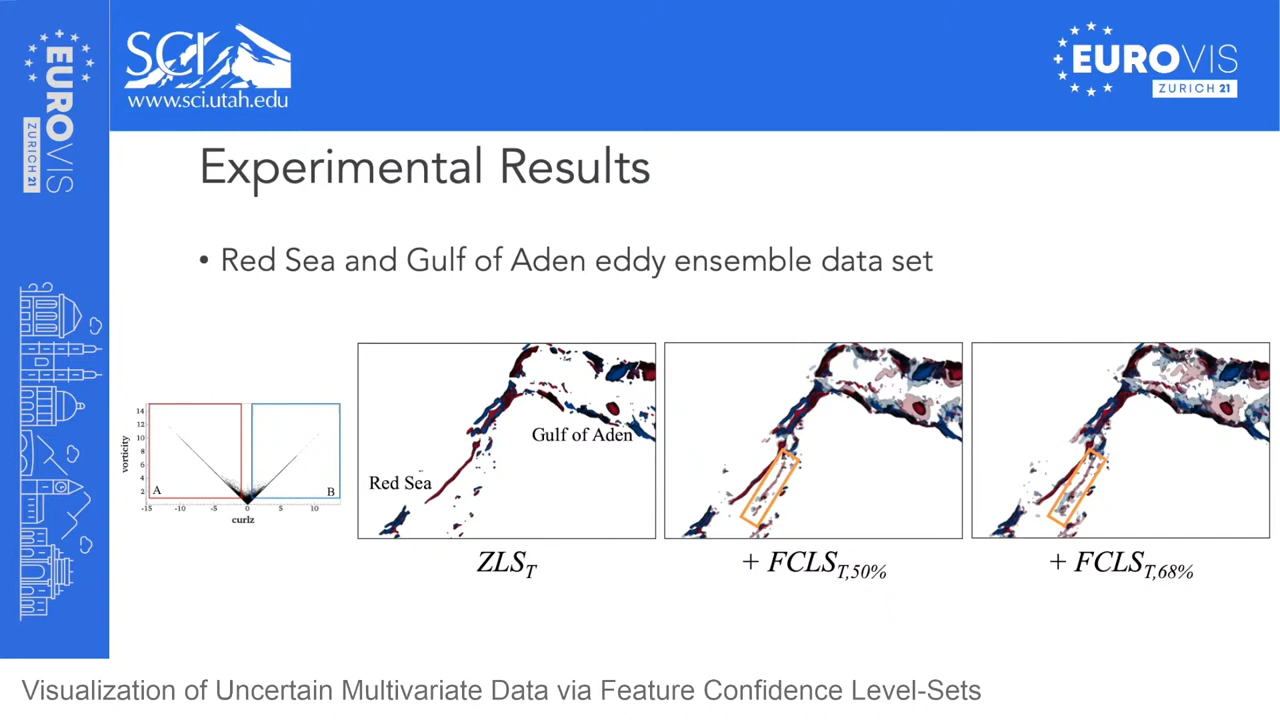 EUROVIS
ZURICH 21
SCI
www.sci.utah.edu
EUROVIS
ZURICH 21
Experimental Results
• Red Sea and Gulf of Aden eddy ensemble data set
14
12
10
8
6
4
2
vorticity
A
B
-15 -10 -5 0 5 10
curlz
Gulf of Aden
Red Sea
ZLS_T
+ FCLS_T,50%
+ FCLS_T,68%
Visualization of Uncertain Multivariate Data via Feature Confidence Level-Sets